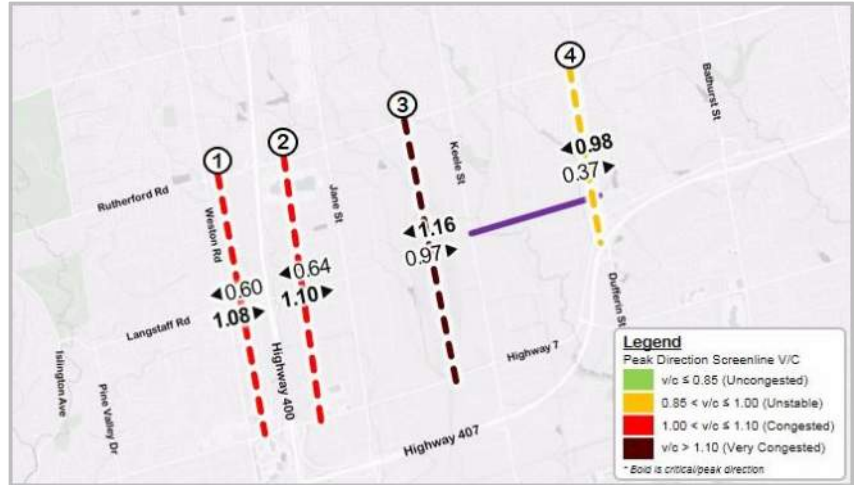 4
Bathurst St
3
◄0.98
0.37►
2
Keele St
1
Jane St
Rutherford Rd
Weston Rd
◄1.16
0.97►
◄0.64
1.10►
◄0.60
1.08►
Langstaff Rd
Dufferin St
Highway 7
Highway 400
Islington Ave
Pine Valley Dr
Highway 407
Legend
Peak Direction Screenline V/C
v/c ≤ 0.85 (Uncongested)
0.85 < v/c ≤ 1.00 (Unstable)
1.00 < v/c ≤ 1.10 (Congested)
v/c > 1.10 (Very Congested)
* Bold is critical/peak direction